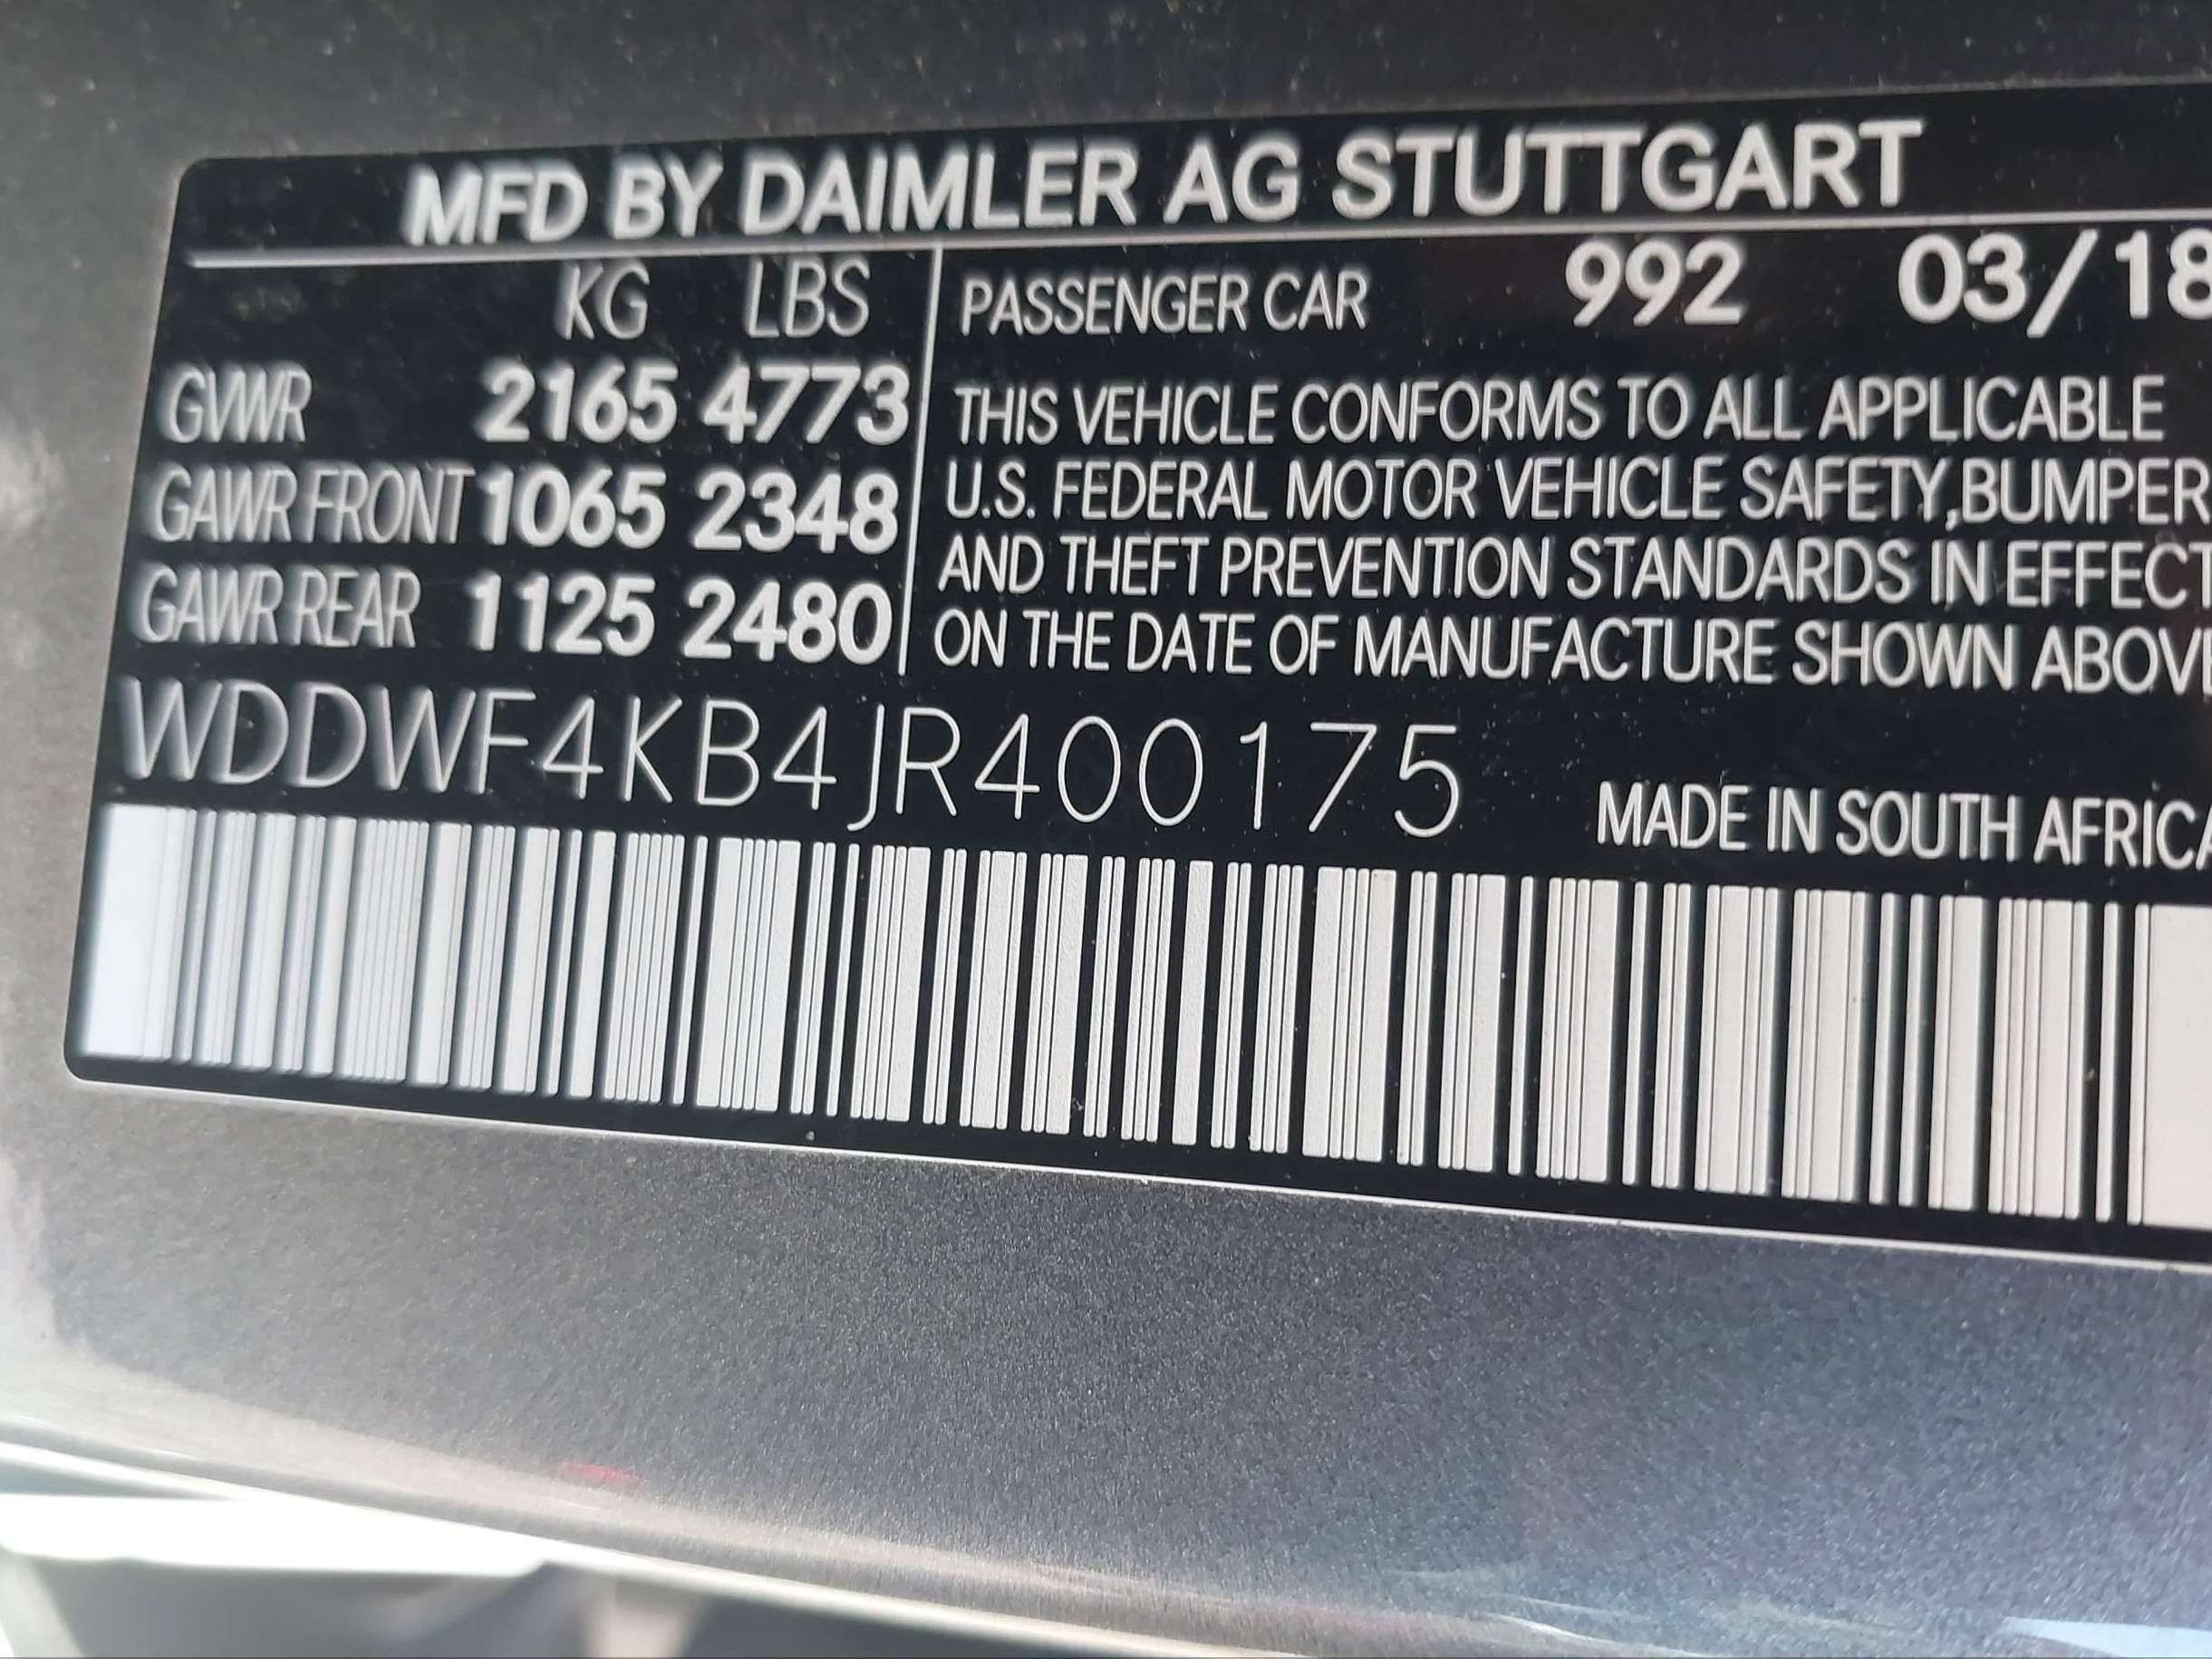 MFD BY DAIMLER AG STUTTGART
KG LBS
GVWR 2165 4773
GAWR FRONT 1065 2348
GAWR REAR 1125 2480
PASSENGER CAR 992 03/18
THIS VEHICLE CONFORMS TO ALL APPLICABLE
U.S. FEDERAL MOTOR VEHICLE SAFETY,BUMPER
AND THEFT PREVENTION STANDARDS IN EFFECT
ON THE DATE OF MANUFACTURE SHOWN ABOVE
WDDWF4KB4JR400175
MADE IN SOUTH AFRICA